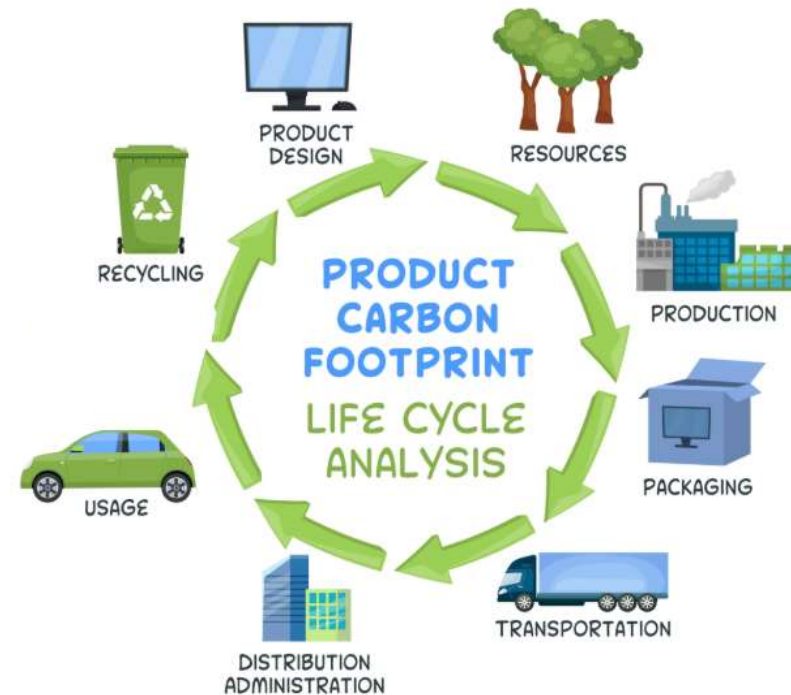 PRODUCT
CARBON
FOOTPRINT
LIFE CYCLE
ANALYSIS
PRODUCT
DESIGN
RESOURCES
PRODUCTION
PACKAGING
TRANSPORTATION
DISTRIBUTION
ADMINISTRATION
USAGE
RECYCLING